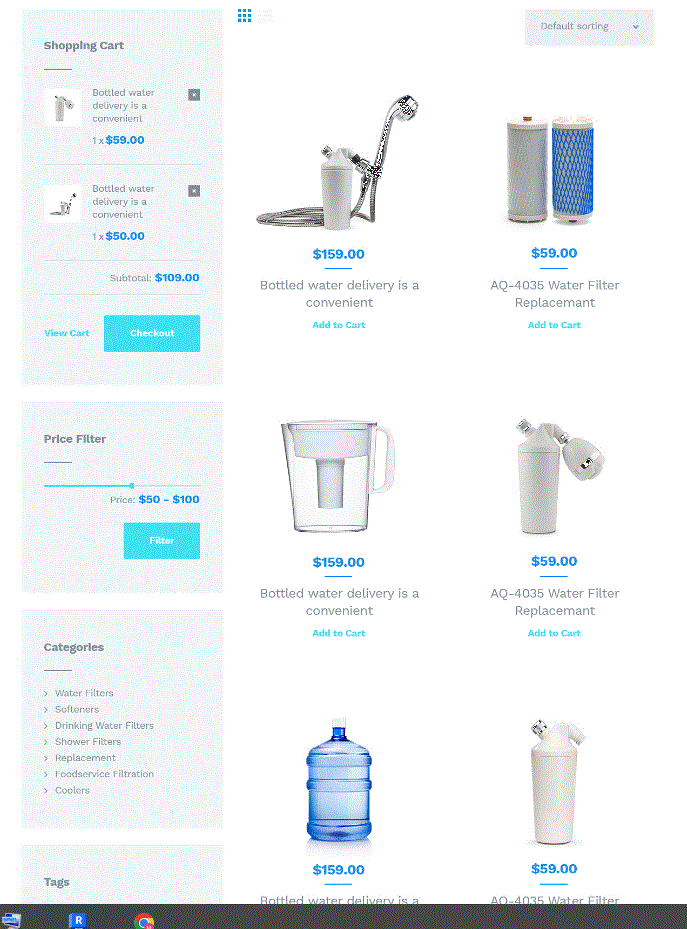 Shopping Cart
Bottled water
delivery is a
convenient
×
1 x $59.00
Bottled water
delivery is a
convenient
×
1 x $50.00
Subtotal: $109.00
View Cart
Checkout
Price Filter
Price: $50 - $100
Filter
Categories
Water Filters
Softeners
Drinking Water Filters
Shower Filters
Replacement
Foodservice Filtration
Coolers
Tags
Default sorting
$159.00
Bottled water delivery is a
convenient
Add to Cart
$59.00
AQ-4035 Water Filter
Replacemant
Add to Cart
$159.00
Bottled water delivery is a
convenient
Add to Cart
$59.00
AQ-4035 Water Filter
Replacemant
Add to Cart
$159.00
Bottled water delivery is a
$59.00
AQ-4035 Water Filter
R